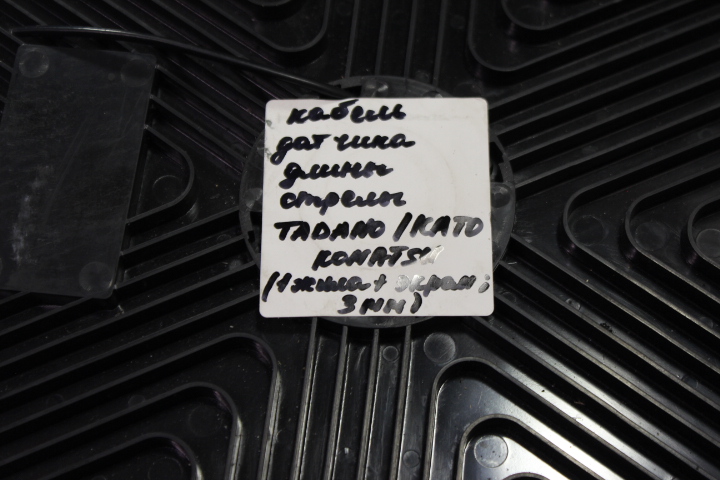 кабель
датчика
длины
стрелы
TADANO/KATO
KOMATSU
(1 жила + экран;
3 мм)